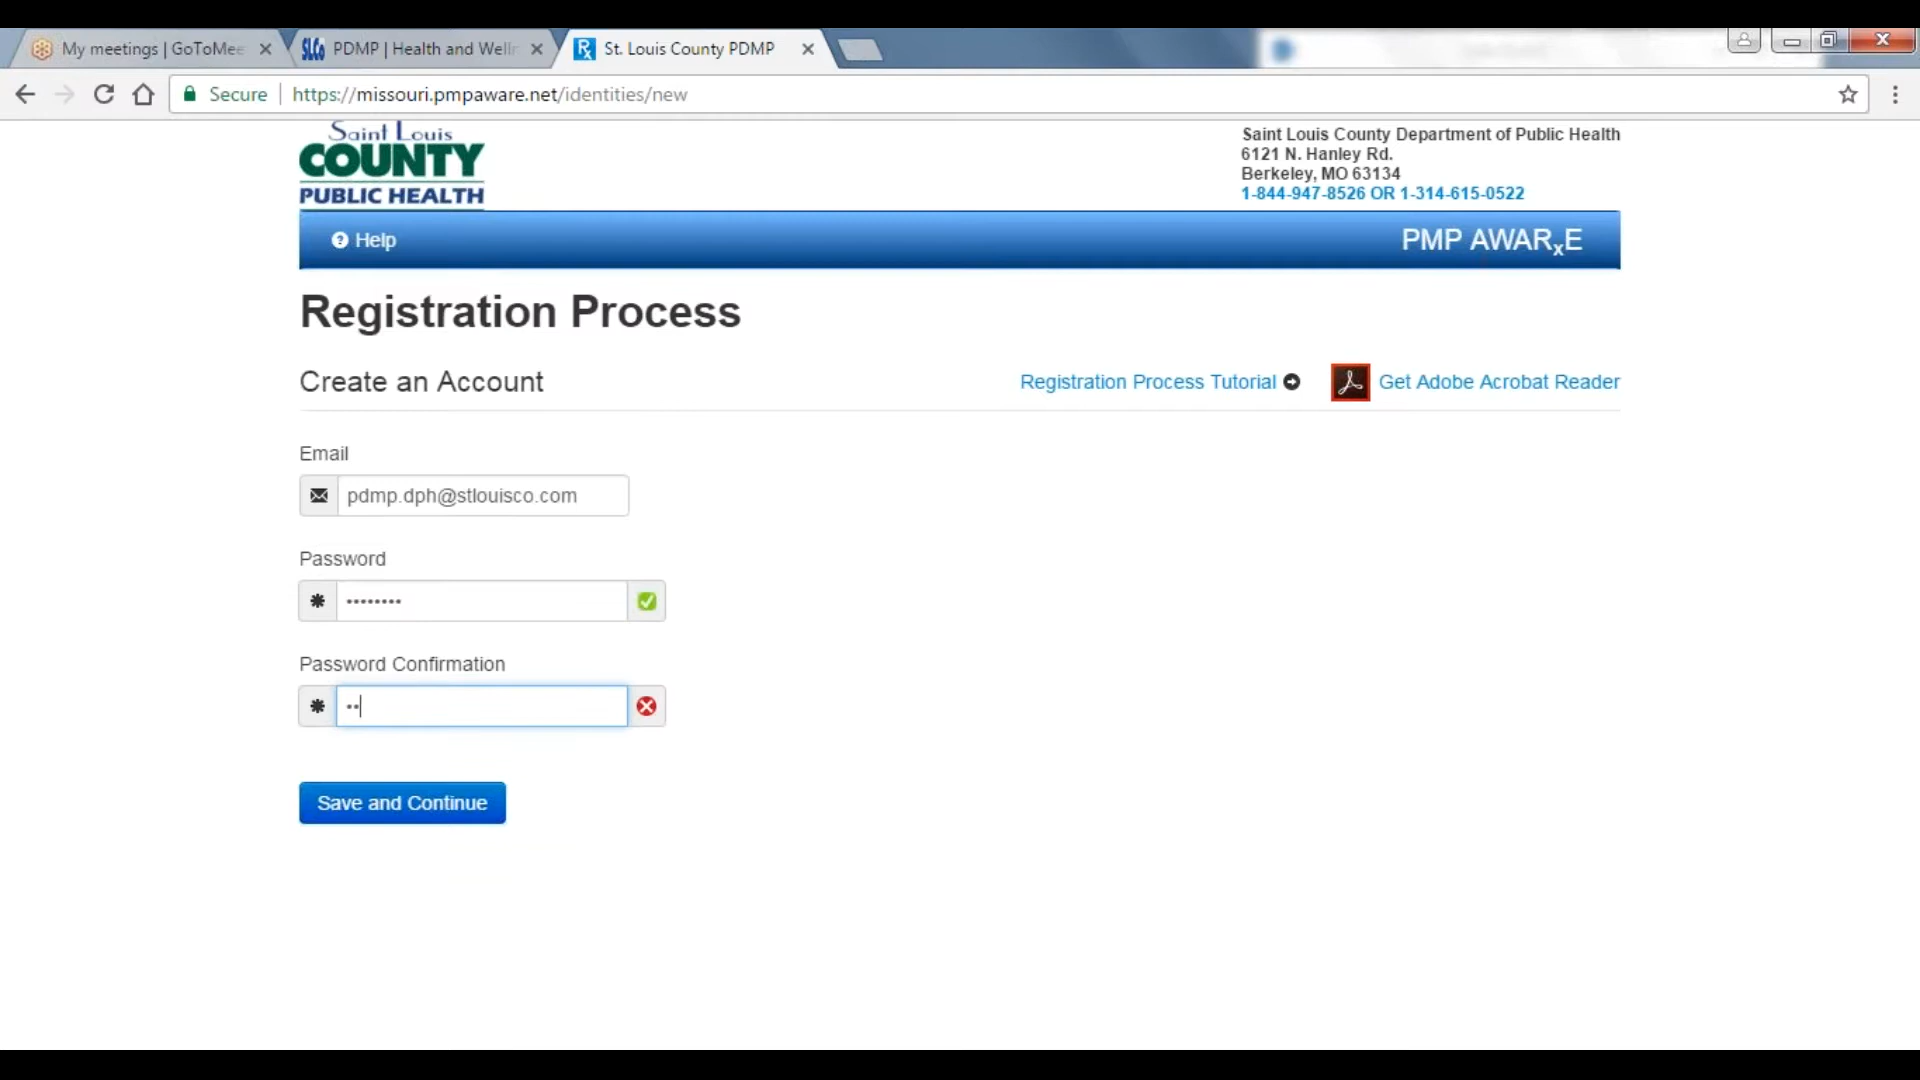 My meetings | GoToMee
SLCo PDMP | Health and Welln
Rx St. Louis County PDMP
Secure | https://missouri.pmpaware.net/identities/new
Saint Louis
COUNTY
PUBLIC HEALTH
Saint Louis County Department of Public Health
6121 N. Hanley Rd.
Berkeley, MO 63134
1-844-947-8526 OR 1-314-615-0522
Help
PMP AWARxE
Registration Process
Create an Account
Registration Process Tutorial
Get Adobe Acrobat Reader
Email
pdmp.dph@stlouisco.com
Password
••••••••
Password Confirmation
••
Save and Continue